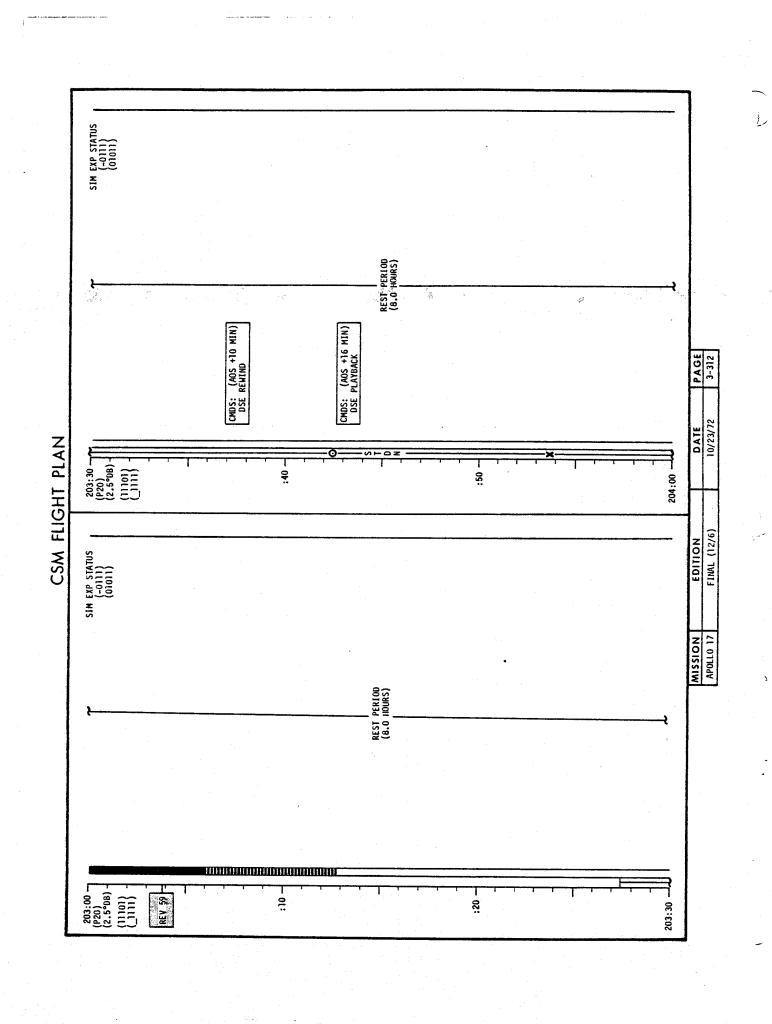 CSM FLIGHT PLAN
203:00
(P20)
(2.5°DB)
(11101)
(_1111)
REV 59
:10
:20
203:30
SIM EXP STATUS
(-0111)
(01011)
REST PERIOD
(8.0 HOURS)
203:30
(P20)
(2.5°DB)
(11101)
(_1111)
:40
:50
204:00
S T D N
X
CMDS: (AOS +10 MIN)
DSE REWIND
CMDS: (AOS +16 MIN)
DSE PLAYBACK
SIM EXP STATUS
(-0111)
(01011)
REST PERIOD
(8.0 HOURS)
MISSION EDITION DATE PAGE
APOLLO 17 FINAL (12/6) 10/23/72 3-312